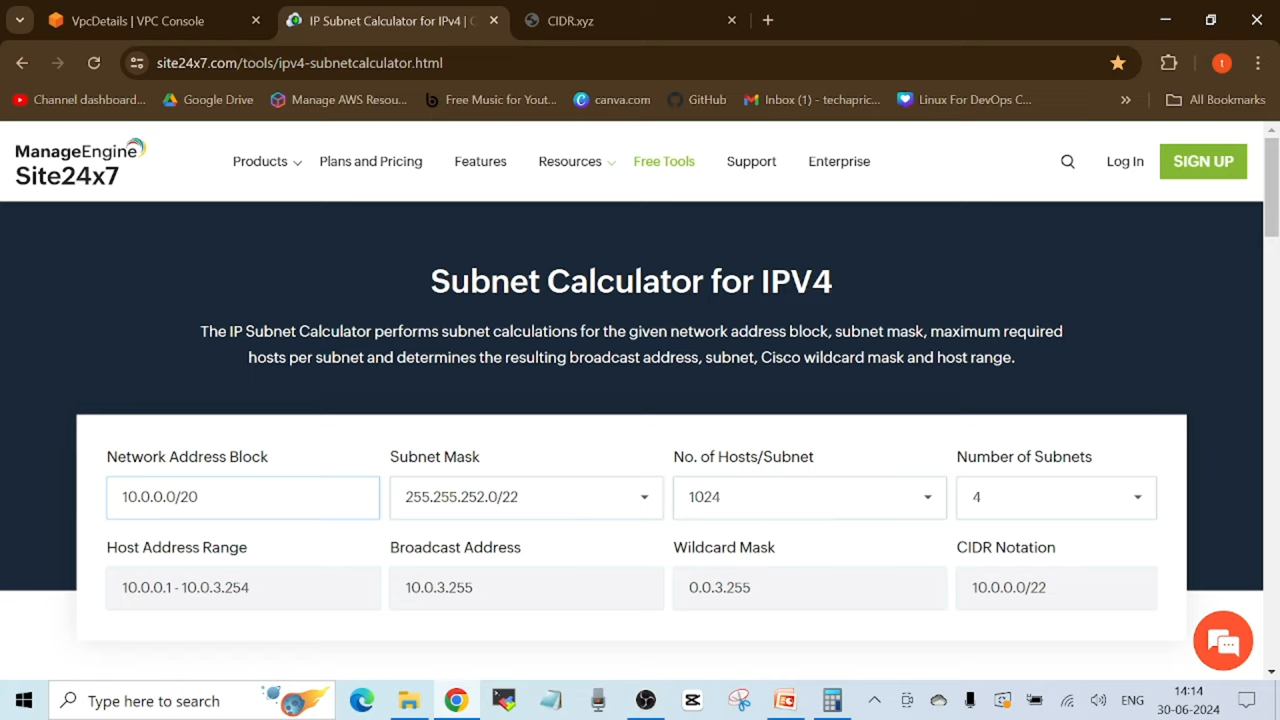 VpcDetails | VPC Console
IP Subnet Calculator for IPv4 | C
CIDR.xyz
site24x7.com/tools/ipv4-subnetcalculator.html
t
Channel dashboard...
Google Drive
Manage AWS Resou...
Free Music for Yout...
canva.com
GitHub
Inbox (1) – techapric...
Linux For DevOps C...
All Bookmarks
ManageEngine
Site24x7
Products
Plans and Pricing
Features
Resources
Free Tools
Support
Enterprise
Log In
SIGN UP
Subnet Calculator for IPV4
The IP Subnet Calculator performs subnet calculations for the given network address block, subnet mask, maximum required
hosts per subnet and determines the resulting broadcast address, subnet, Cisco wildcard mask and host range.
Network Address Block
Subnet Mask
No. of Hosts/Subnet
Number of Subnets
10.0.0.0/20
255.255.252.0/22
1024
4
Host Address Range
Broadcast Address
Wildcard Mask
CIDR Notation
10.0.0.1 - 10.0.3.254
10.0.3.255
0.0.3.255
10.0.0.0/22
Type here to search
ENG
14:14
30-06-2024